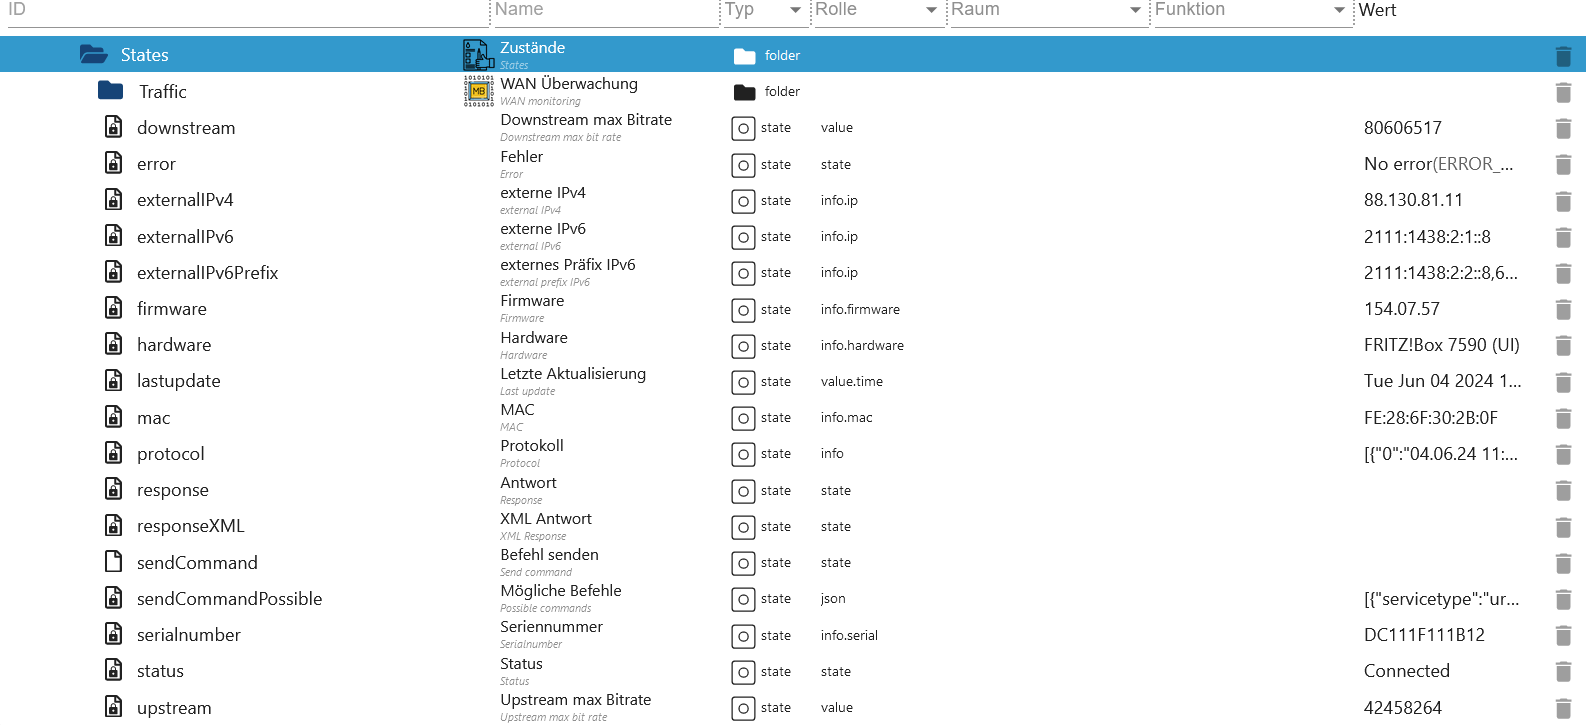 ID Name Typ Rolle Raum Funktion Wert
States Zustände folder
States
Traffic WAN Überwachung folder
WAN monitoring
downstream Downstream max Bitrate state value 80606517
Downstream max bit rate
error Fehler state state No error(ERROR_...
Error
externalIPv4 externe IPv4 state info.ip 88.130.81.11
external IPv4
externalIPv6 externe IPv6 state info.ip 2111:1438:2:1::8
external IPv6
externalIPv6Prefix externes Präfix IPv6 state info.ip 2111:1438:2:2::8,6...
external prefix IPv6
firmware Firmware state info.firmware 154.07.57
Firmware
hardware Hardware state info.hardware FRITZ!Box 7590 (UI)
Hardware
lastupdate Letzte Aktualisierung state value.time Tue Jun 04 2024 1...
Last update
mac MAC state info.mac FE:28:6F:30:2B:0F
MAC
protocol Protokoll state info [{"0":"04.06.24 11:...
Protocol
response Antwort state state
Response
responseXML XML Antwort state state
XML Response
sendCommand Befehl senden state state
Send command
sendCommandPossible Mögliche Befehle state json [{"servicetype":"ur...
Possible commands
serialnumber Seriennummer state info.serial DC111F111B12
Serialnumber
status Status state state Connected
Status
upstream Upstream max Bitrate state value 42458264
Upstream max bit rate
MB